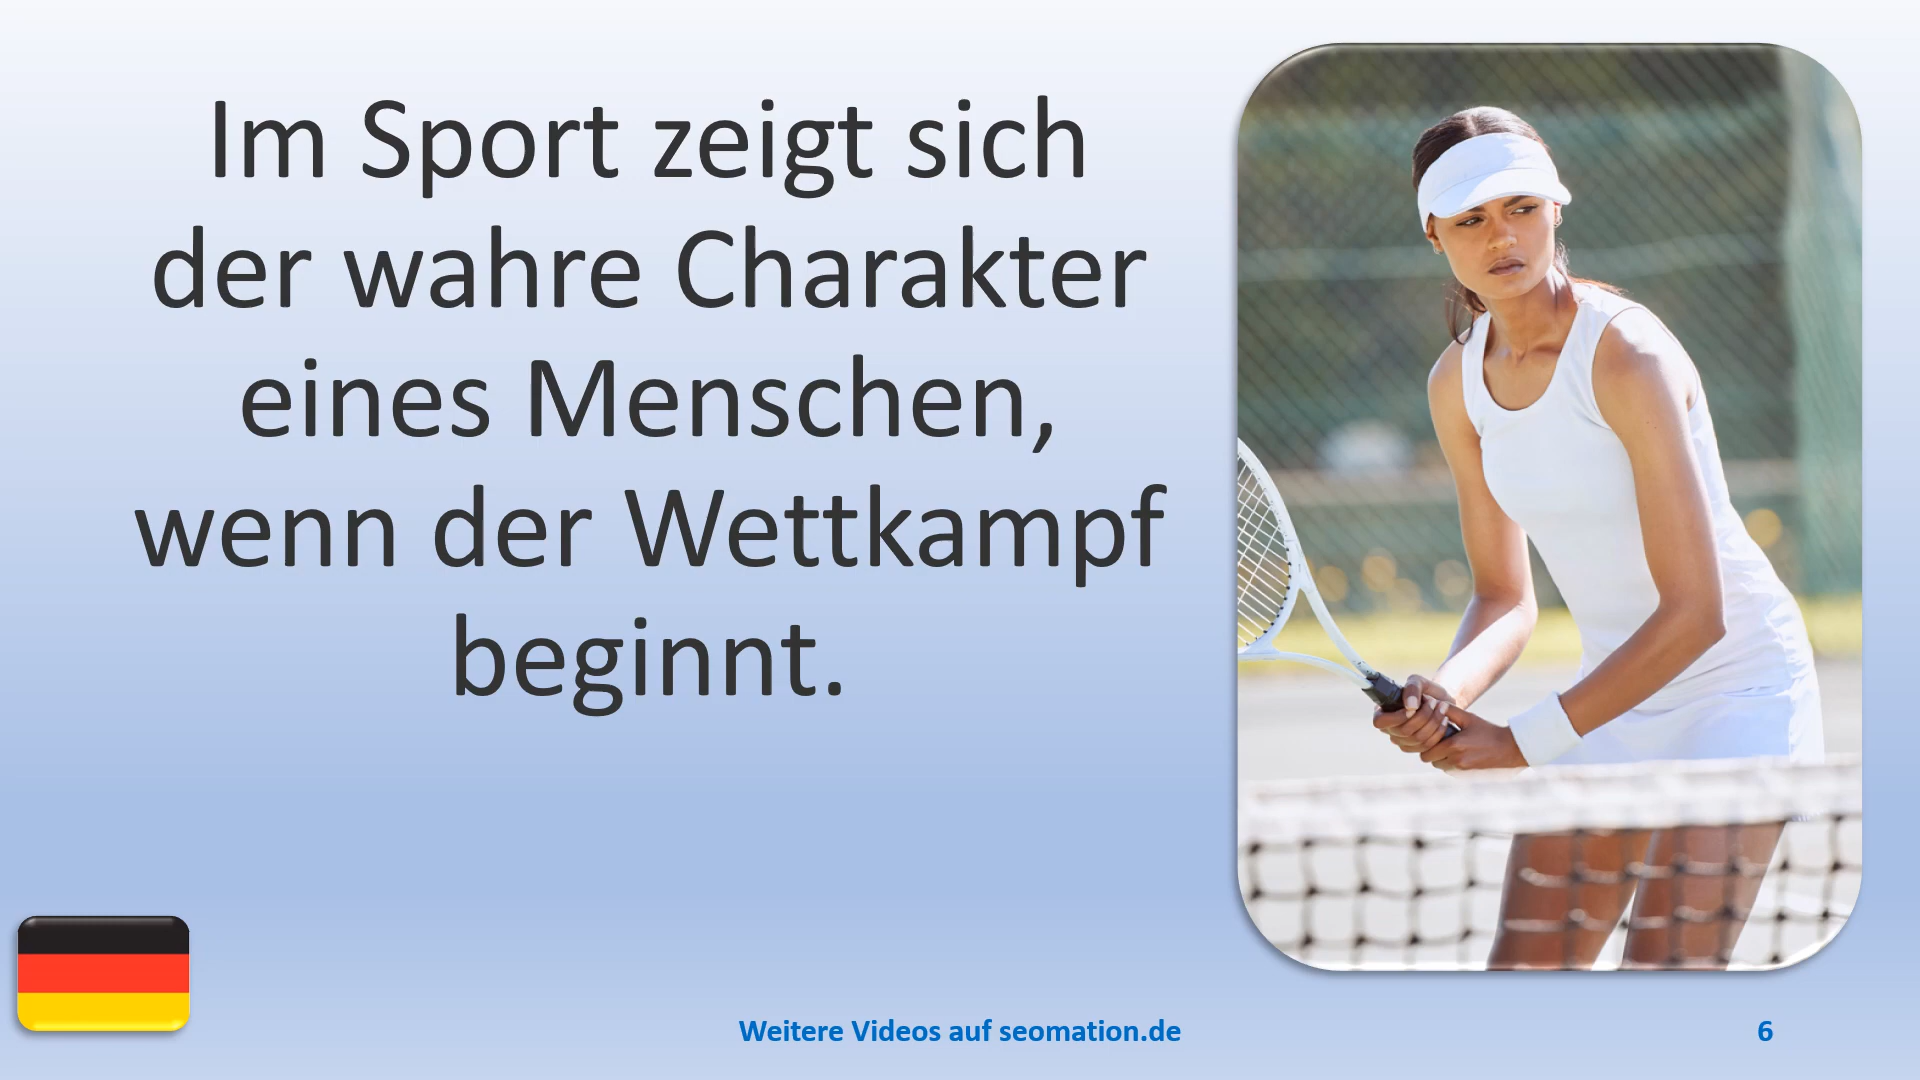 Im Sport zeigt sich
der wahre Charakter
eines Menschen,
wenn der Wettkampf
beginnt.
Weitere Videos auf seomation.de
6